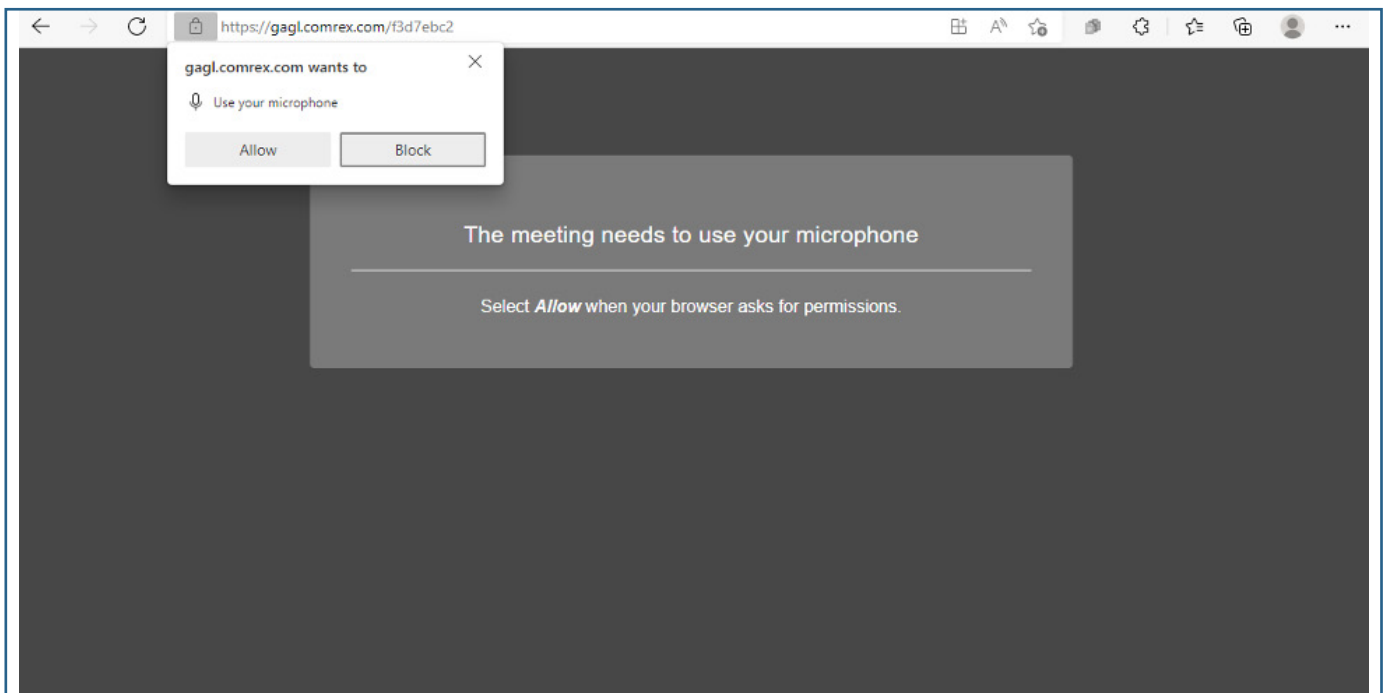 https://gagl.comrex.com/f3d7ebc2
gagl.comrex.com wants to
Use your microphone
Allow
Block
The meeting needs to use your microphone
Select Allow when your browser asks for permissions.